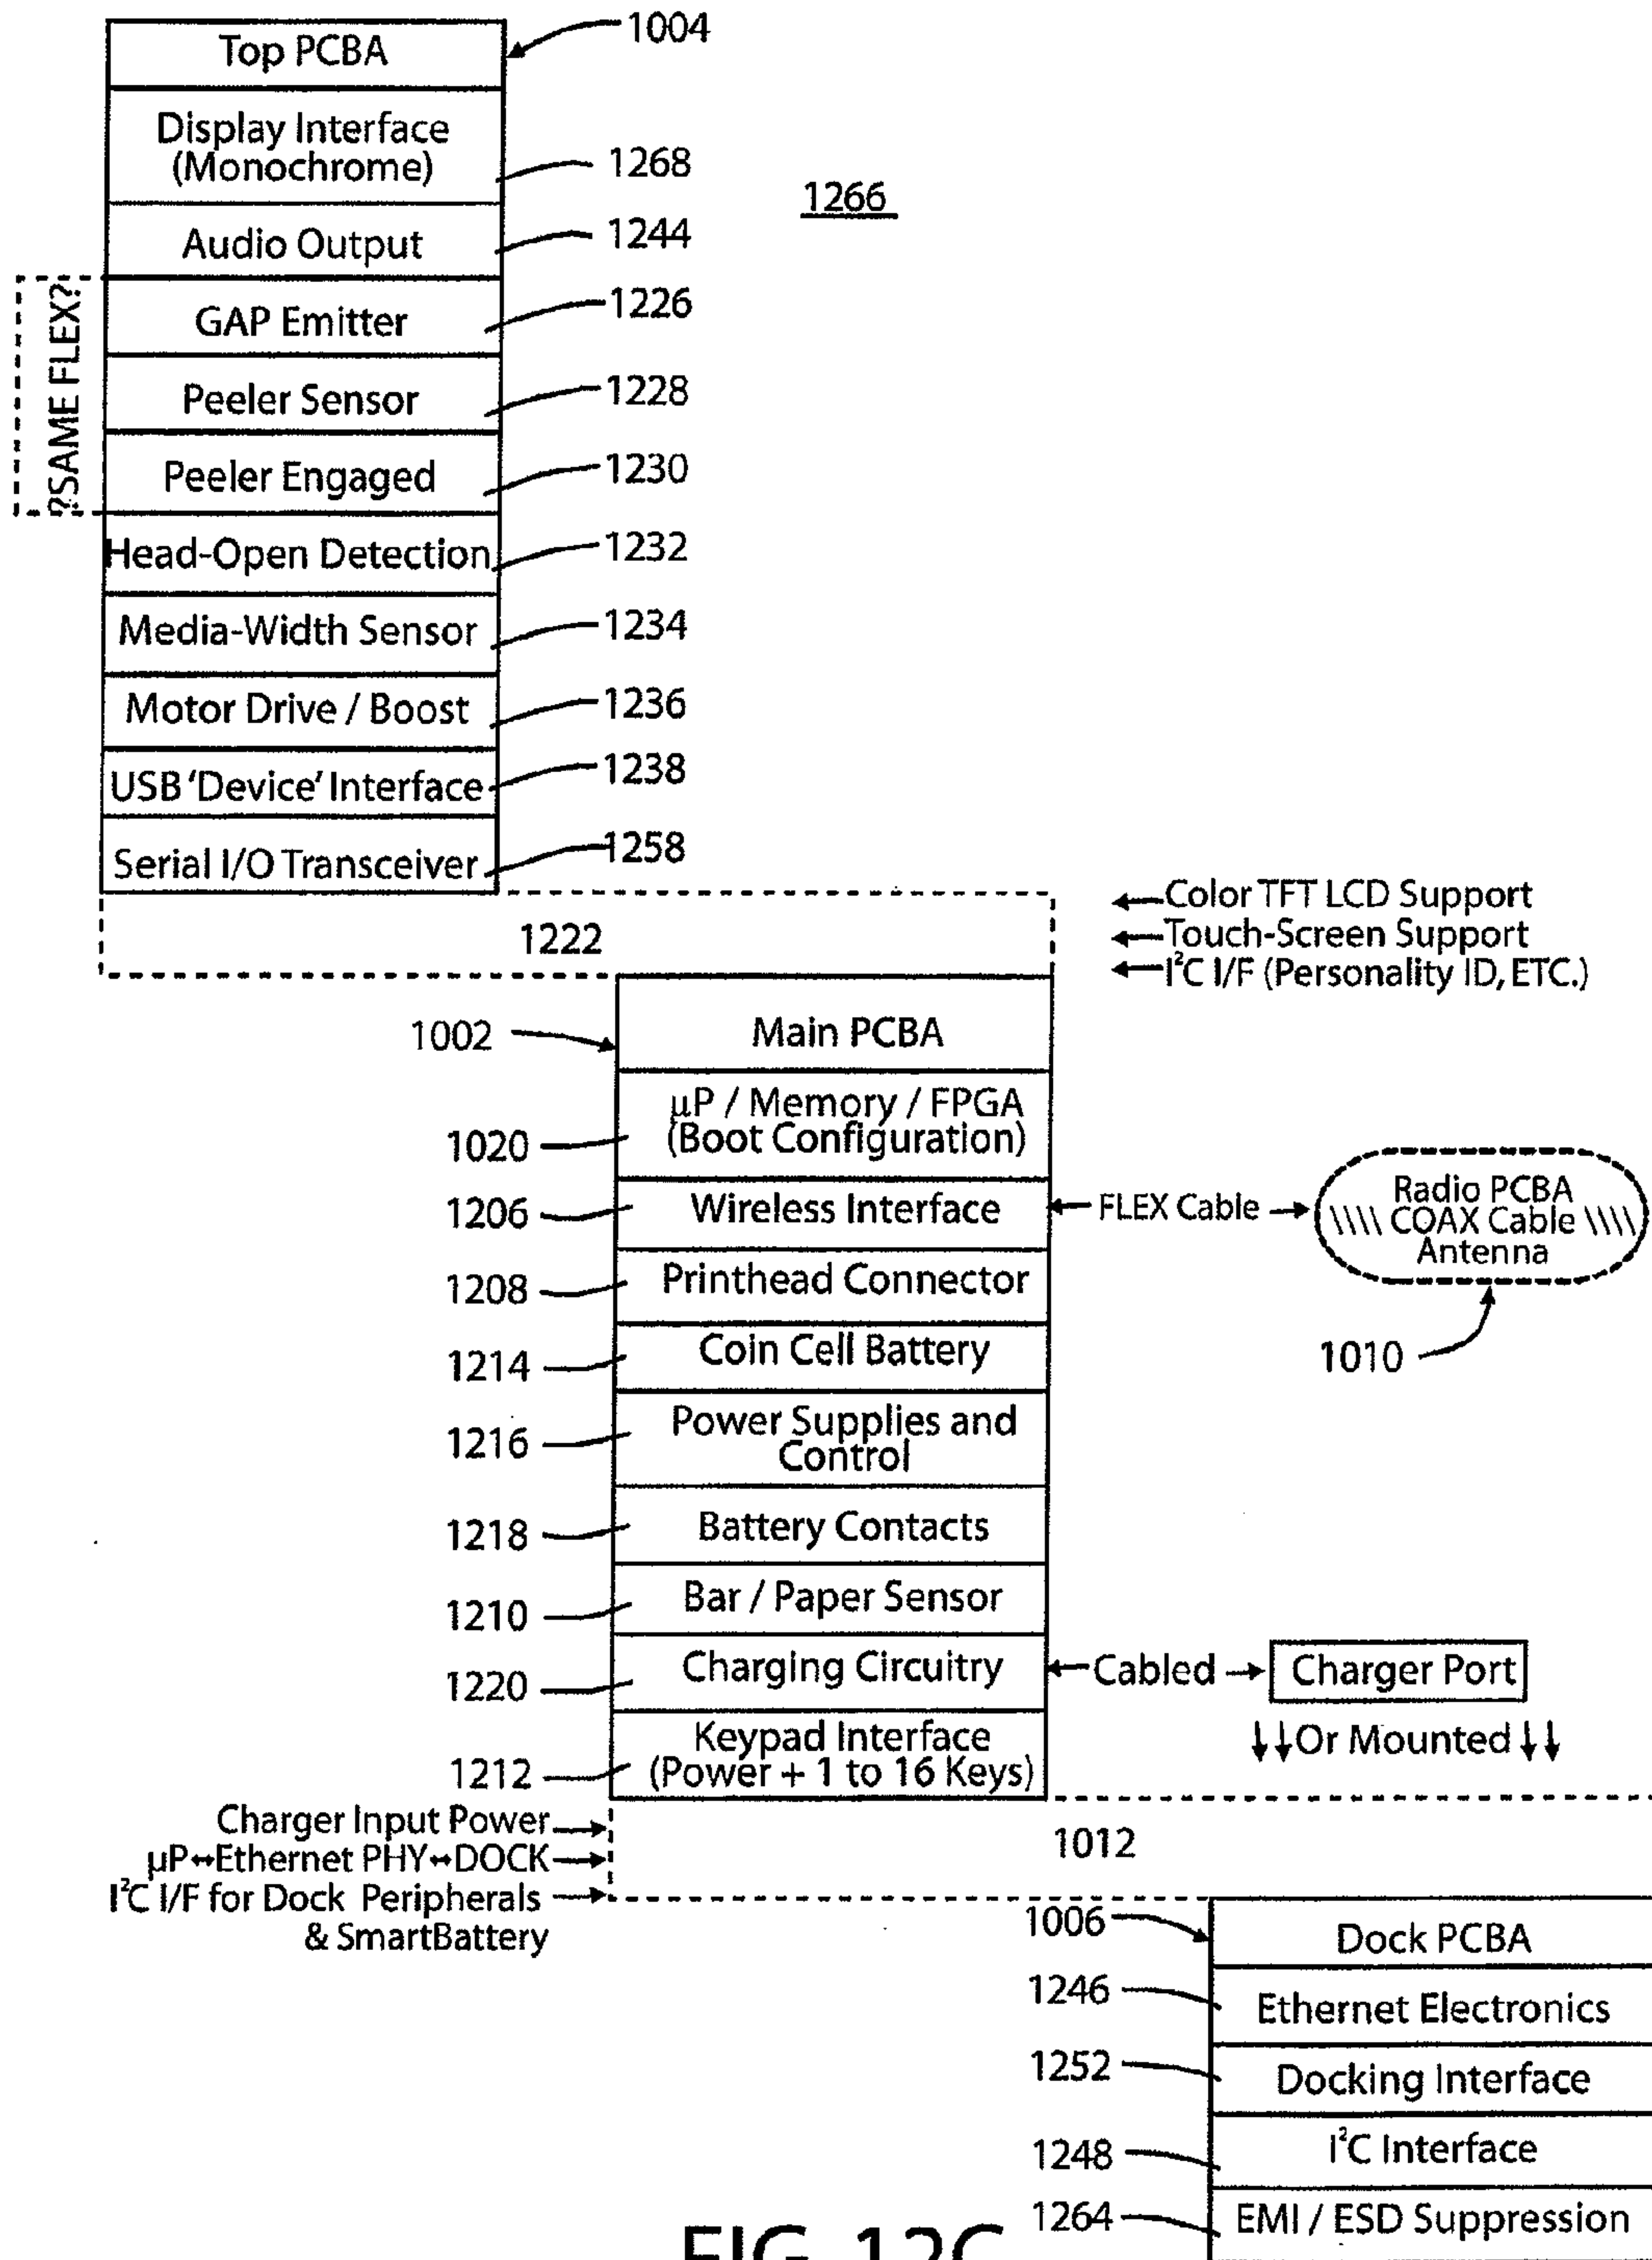 Top PCBA
1004
Display Interface
(Monochrome)
1268
1266
Audio Output
1244
?SAME FLEX?
GAP Emitter
1226
Peeler Sensor
1228
Peeler Engaged
1230
Head-Open Detection
1232
Media-Width Sensor
1234
Motor Drive / Boost
1236
USB 'Device' Interface
1238
Serial I/O Transceiver
1258
1222
Color TFT LCD Support
Touch-Screen Support
I²C I/F (Personality ID, ETC.)
1002
Main PCBA
µP / Memory / FPGA
(Boot Configuration)
1020
1206
Wireless Interface
FLEX Cable
Radio PCBA
\\\\ COAX Cable \\\\
Antenna
1010
1208
Printhead Connector
1214
Coin Cell Battery
1216
Power Supplies and
Control
1218
Battery Contacts
1210
Bar / Paper Sensor
1220
Charging Circuitry
Cabled
Charger Port
↓↓Or Mounted↓↓
1212
Keypad Interface
(Power + 1 to 16 Keys)
Charger Input Power
µP↔Ethernet PHY↔DOCK
I²C I/F for Dock Peripherals
& SmartBattery
1012
1006
Dock PCBA
1246
Ethernet Electronics
1252
Docking Interface
1248
I²C Interface
1264
EMI / ESD Suppression
FIG. 12C